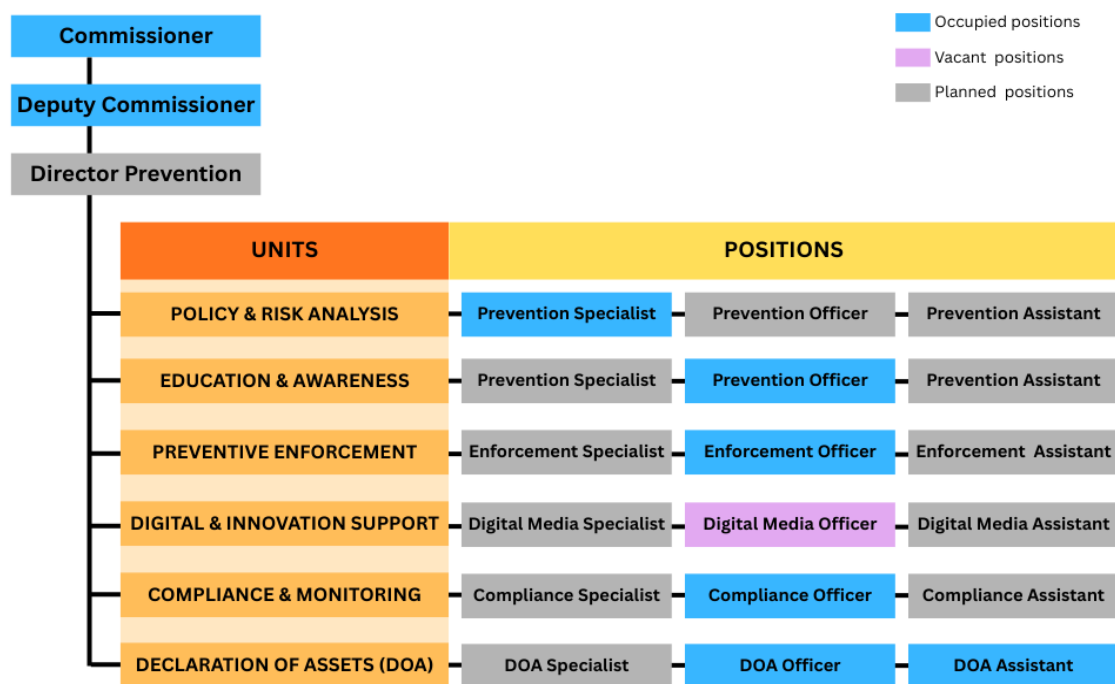 Commissioner
Deputy Commissioner
Director Prevention
Occupied positions
Vacant positions
Planned positions
UNITS
POSITIONS
POLICY & RISK ANALYSIS
Prevention Specialist
Prevention Officer
Prevention Assistant
EDUCATION & AWARENESS
Prevention Specialist
Prevention Officer
Prevention Assistant
PREVENTIVE ENFORCEMENT
Enforcement Specialist
Enforcement Officer
Enforcement Assistant
DIGITAL & INNOVATION SUPPORT
Digital Media Specialist
Digital Media Officer
Digital Media Assistant
COMPLIANCE & MONITORING
Compliance Specialist
Compliance Officer
Compliance Assistant
DECLARATION OF ASSETS (DOA)
DOA Specialist
DOA Officer
DOA Assistant